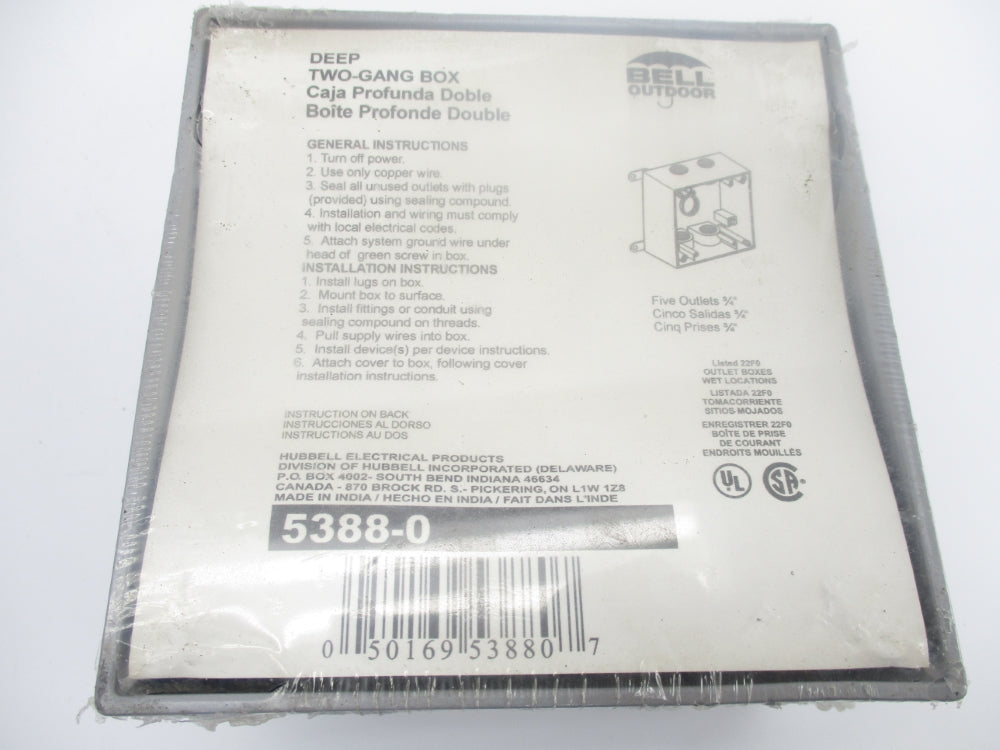 DEEP
TWO-GANG BOX
Caja Profunda Doble
Boîte Profonde Double
BELL
OUTDOOR
GENERAL INSTRUCTIONS
1. Turn off power.
2. Use only copper wire.
3. Seal all unused outlets with plugs
(provided) using sealing compound.
4. Installation and wiring must comply
with local electrical codes.
5. Attach system ground wire under
head of green screw in box.
INSTALLATION INSTRUCTIONS
1. Install lugs on box.
2. Mount box to surface.
3. Install fittings or conduit using
sealing compound on threads.
4. Pull supply wires into box.
5. Install device(s) per device instructions.
6. Attach cover to box, following cover
installation instructions.
Five Outlets ¾"
Cinco Salidas ¾"
Cinq Prises ¾"
Listed 22F0
OUTLET BOXES
WET LOCATIONS
LISTADA 22F0
TOMACORRIENTE
SITIOS MOJADOS
ENREGISTRER 22F0
BOÎTE DE PRISE
DE COURANT
ENDROITS MOUILLÉS
UL
SA
INSTRUCTION ON BACK
INSTRUCCIONES AL DORSO
INSTRUCTIONS AU DOS
HUBBELL ELECTRICAL PRODUCTS
DIVISION OF HUBBELL INCORPORATED (DELAWARE)
P.O. BOX 4002- SOUTH BEND INDIANA 46634
CANADA - 870 BROCK RD. S.- PICKERING, ON L1W 1Z8
MADE IN INDIA / HECHO EN INDIA / FAIT DANS L'INDE
5388-0
0 50169 53880 7